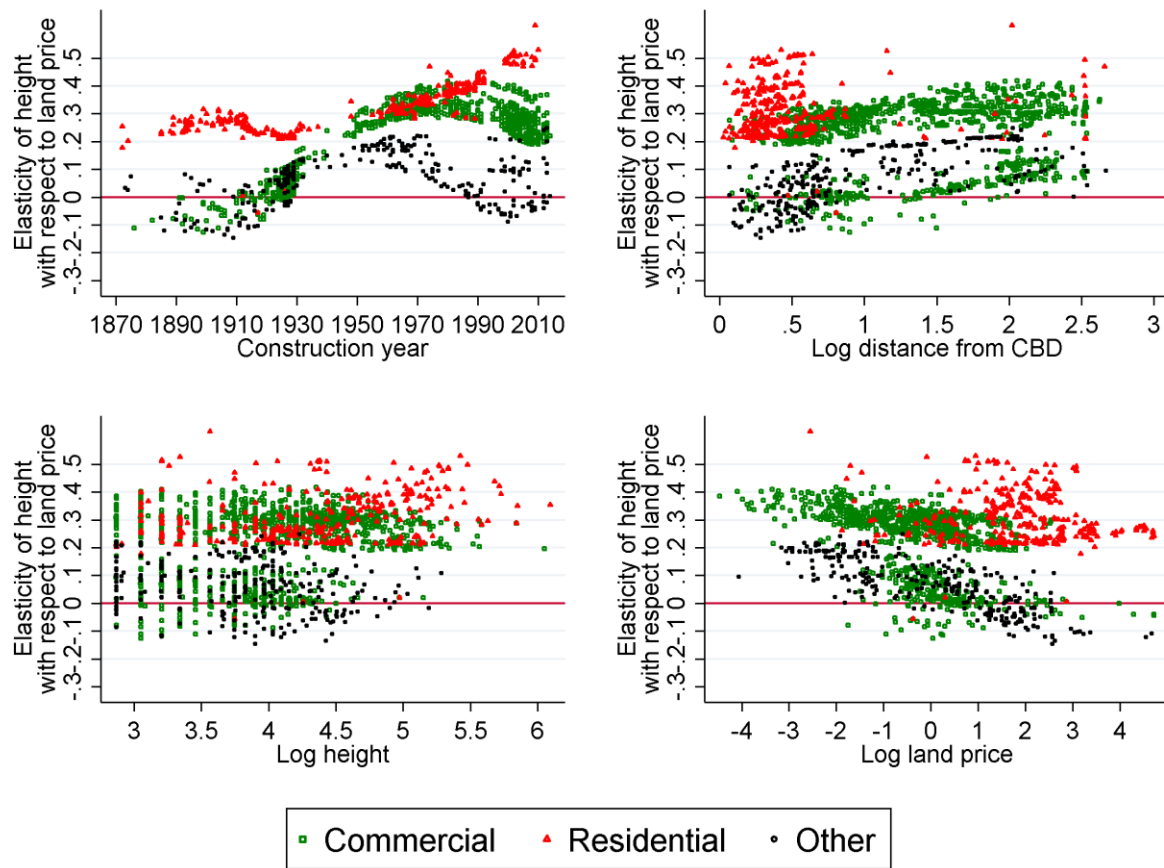 Elasticity of height
with respect to land price
-.3 -.2 -.1 0 .1 .2 .3 .4 .5
1870 1890 1910 1930 1950 1970 1990 2010
Construction year
Elasticity of height
with respect to land price
-.3 -.2 -.1 0 .1 .2 .3 .4 .5
0 .5 1 1.5 2 2.5 3
Log distance from CBD
Elasticity of height
with respect to land price
-.3 -.2 -.1 0 .1 .2 .3 .4 .5
3 3.5 4 4.5 5 5.5 6
Log height
Elasticity of height
with respect to land price
-.3 -.2 -.1 0 .1 .2 .3 .4 .5
-4 -3 -2 -1 0 1 2 3 4
Log land price
Commercial Residential Other